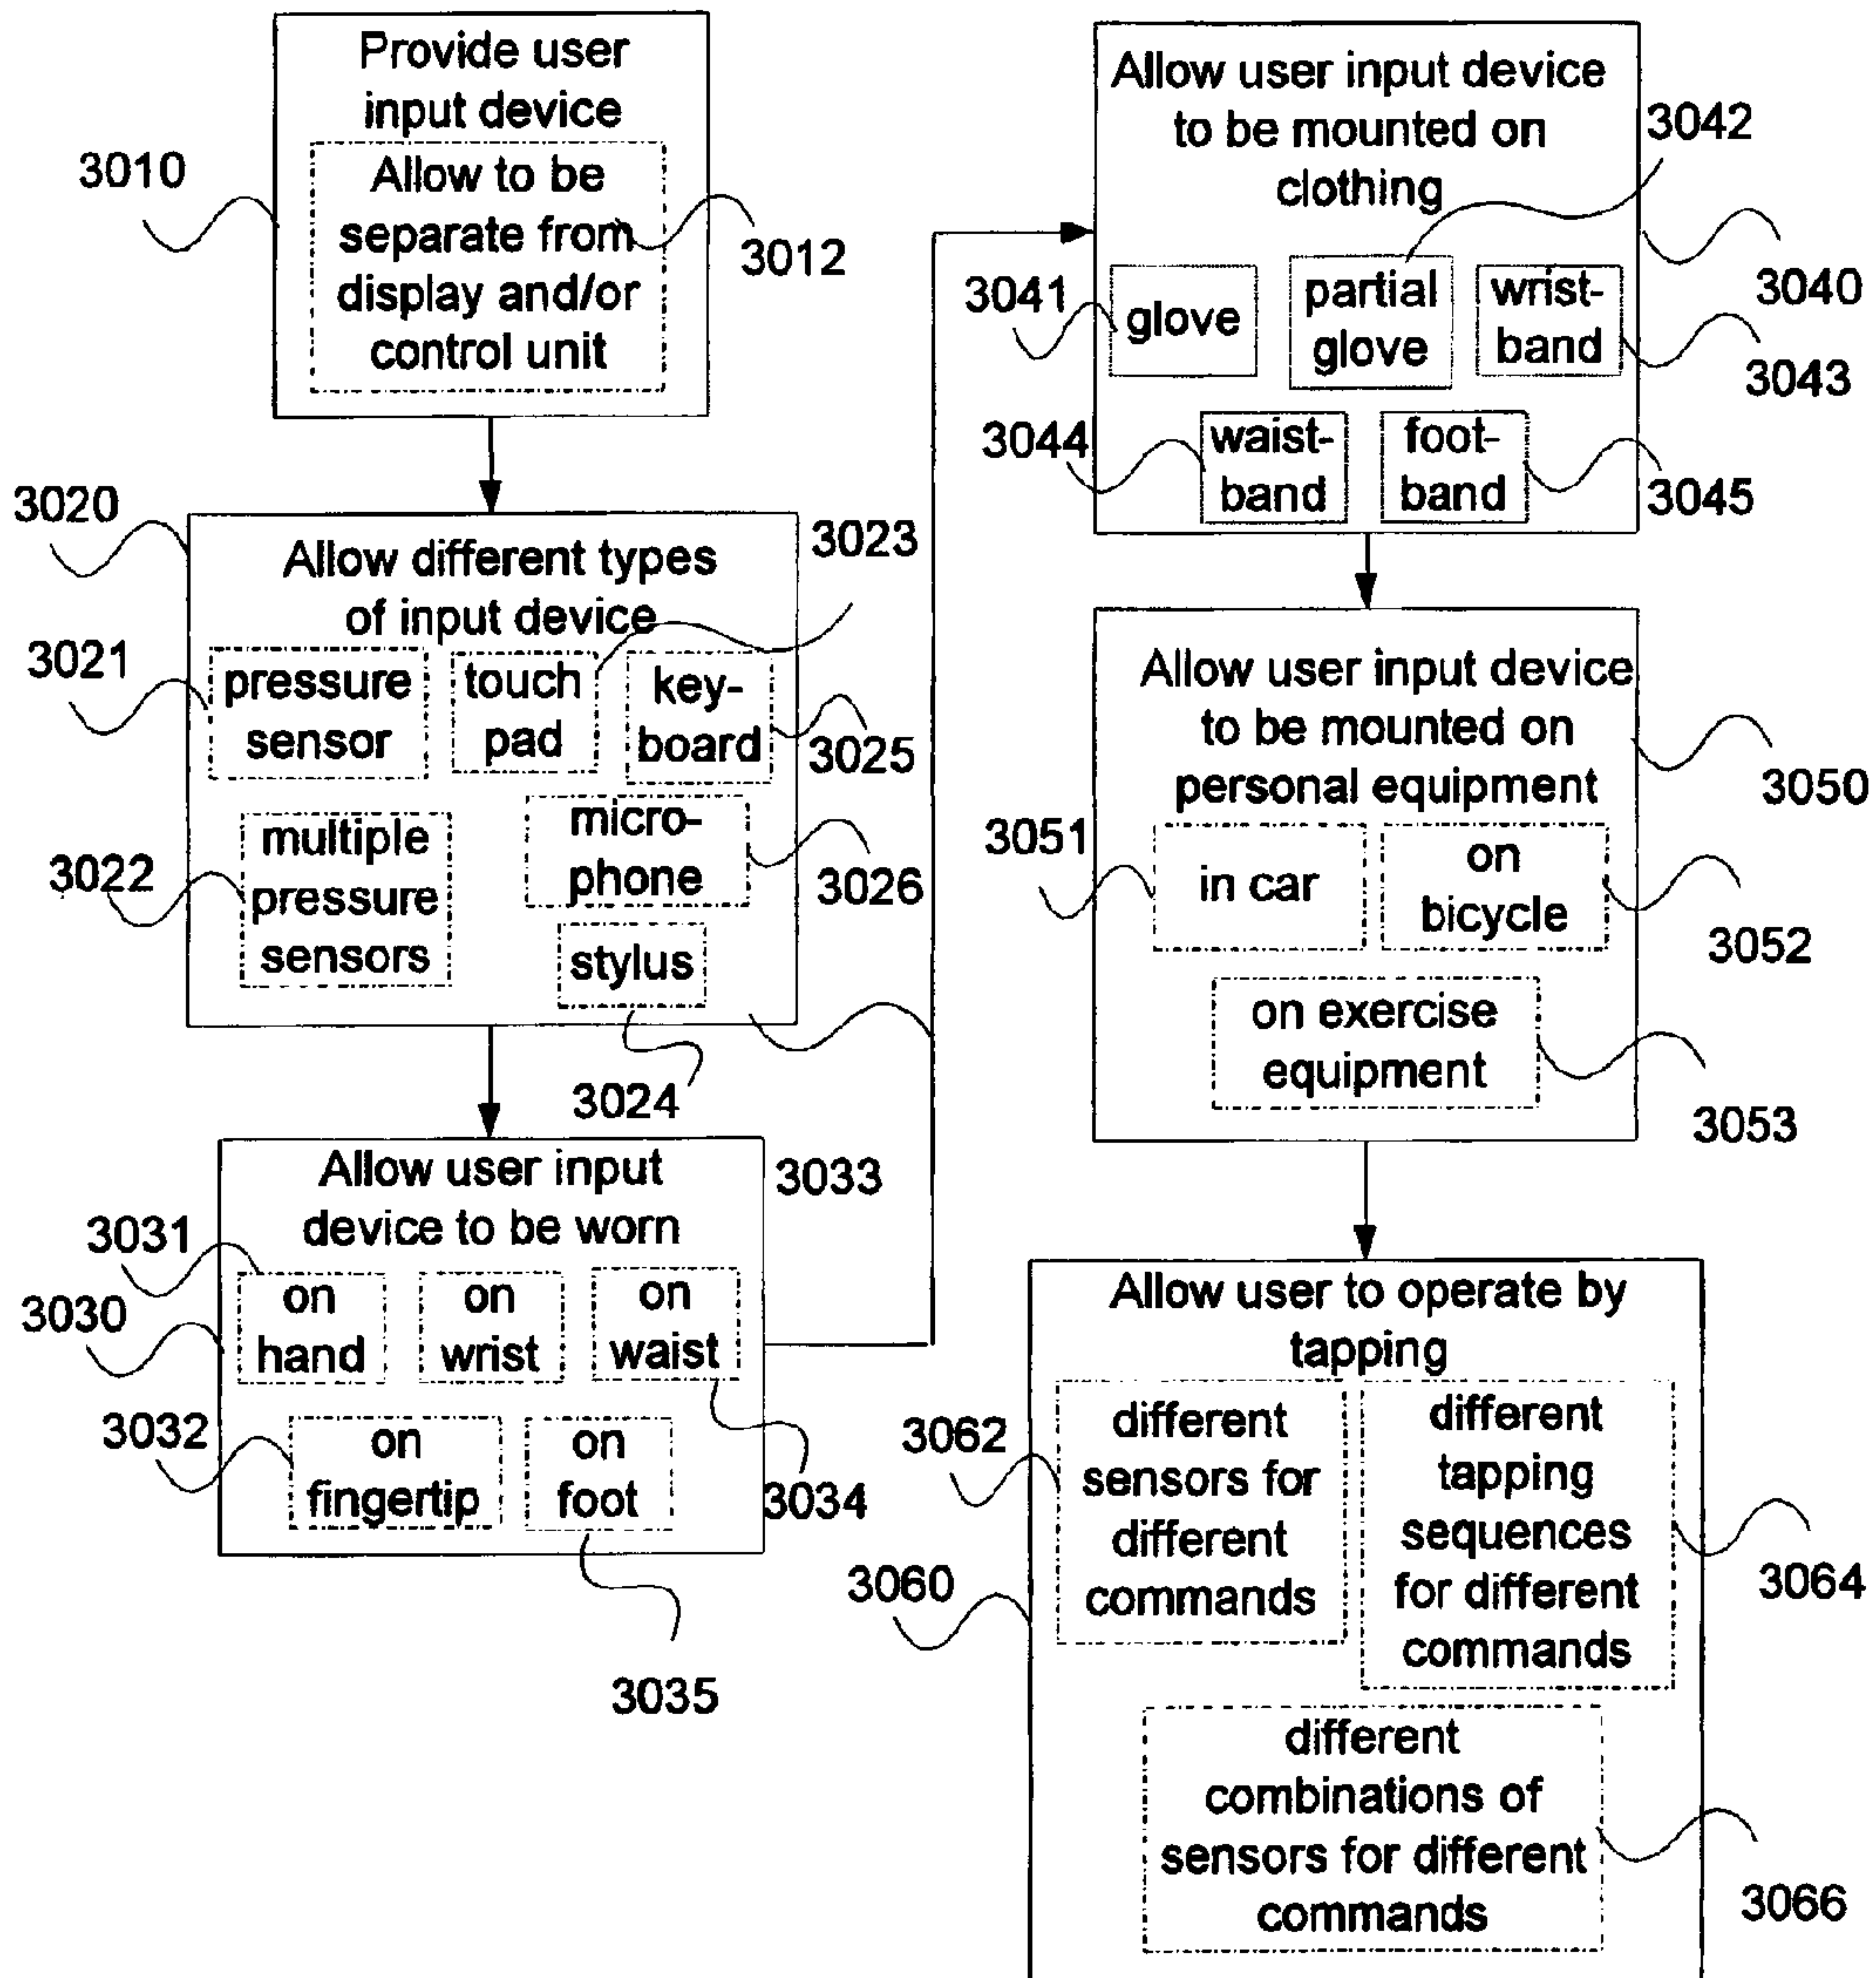 Provide user
input device
Allow to be
separate from
display and/or
control unit
3010
3012
3020
Allow different types
of input device
3023
3021
pressure
sensor
touch
pad
key-
board
3025
3022
multiple
pressure
sensors
micro-
phone
3026
stylus
3024
Allow user input
device to be worn
3033
3031
3030
on
hand
on
wrist
on
waist
3032
on
fingertip
on
foot
3034
3035
Allow user input device
to be mounted on
clothing
3042
3041
glove
partial
glove
wrist-
band
3040
3043
3044
waist-
band
foot-
band
3045
Allow user input device
to be mounted on
personal equipment
3050
3051
in car
on
bicycle
3052
on exercise
equipment
3053
Allow user to operate by
tapping
3062
different
sensors for
different
commands
different
tapping
sequences
for different
commands
3064
3060
different
combinations of
sensors for different
commands
3066